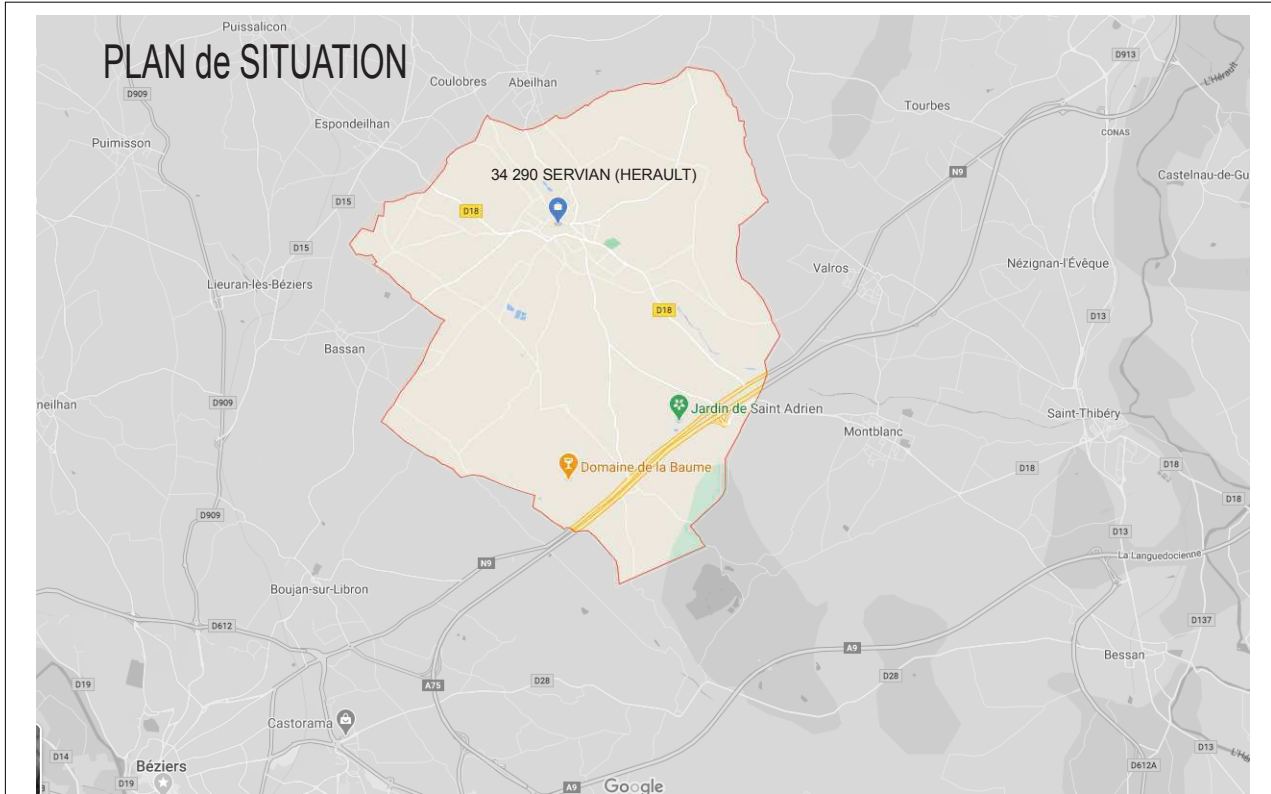 PLAN de SITUATION
Puissalicon
D913
L'Hérault
Coulobres
Abeilhan
D909
Tourbes
Espondeilhan
CONAS
Puimisson
34 290 SERVIAN (HERAULT)
N9
Castelnau-de-Gu
D15
D18
D15
Nézignan-l'Évêque
Valros
Lieuran-lès-Béziers
D18
D13
Bassan
neilhan
D909
Jardin de Saint Adrien
Saint-Thibéry
Montblanc
Domaine de la Baume
D18
D18
D18
D909
D13
La Languedocienne
N9
Boujan-sur-Libron
D612
D137
A9
Bessan
D19
A75
D28
D28
Castorama
D14
D13
L'Hé
Béziers
D612A
D19
A9
Google